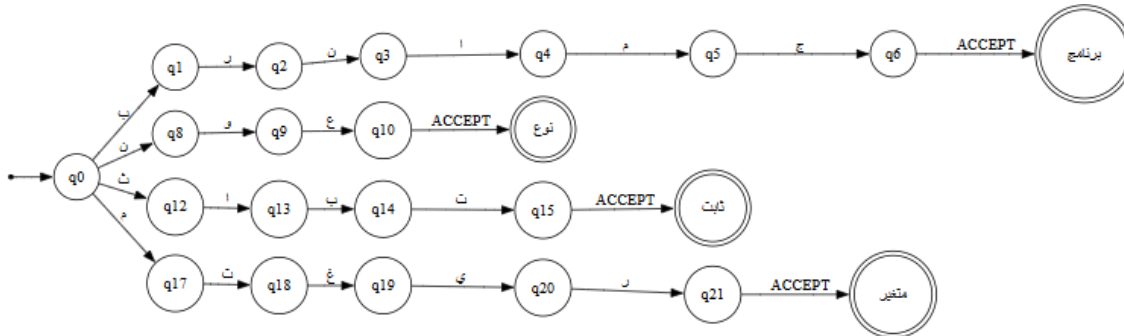 q0 ب q1 ر q2 ن q3 ا q4 م q5 ج q6 ACCEPT برنامج
ن q8 و q9 ع q10 ACCEPT نوع
ث q12 ا q13 ب q14 ت q15 ACCEPT ثابت
م q17 ت q18 غ q19 ي q20 ر q21 ACCEPT متغير